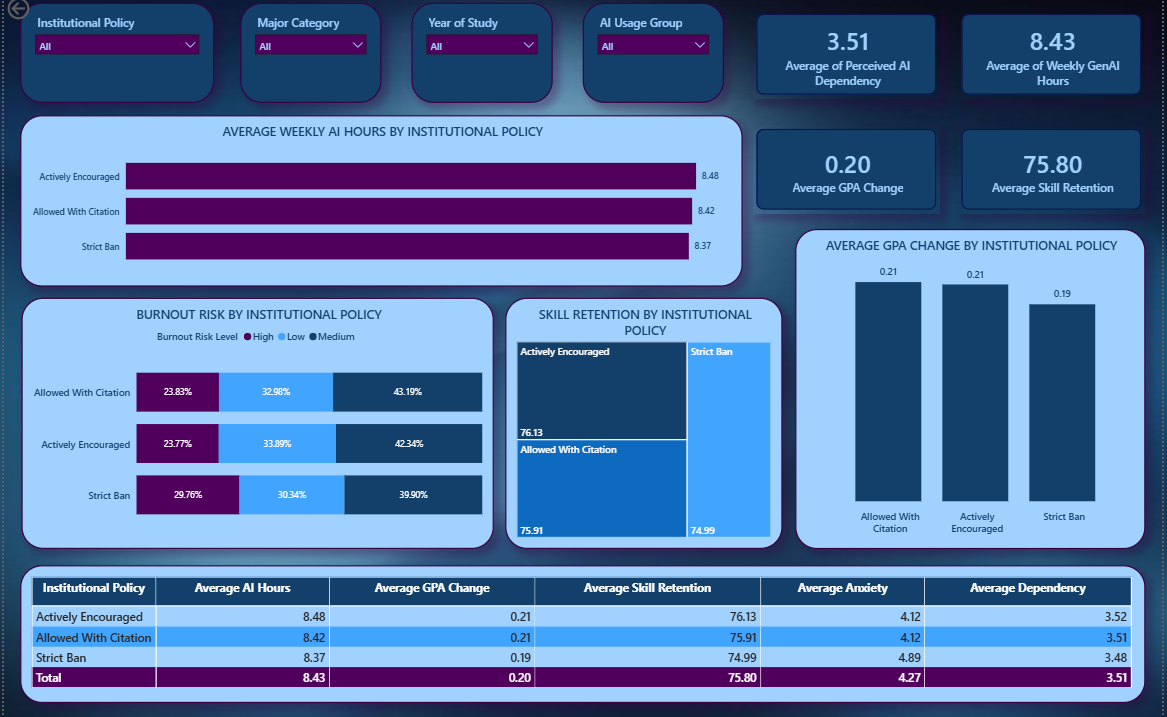 Institutional Policy
All
Major Category
All
Year of Study
All
AI Usage Group
All
3.51
Average of Perceived AI
Dependency
8.43
Average of Weekly GenAI
Hours
0.20
Average GPA Change
75.80
Average Skill Retention
AVERAGE WEEKLY AI HOURS BY INSTITUTIONAL POLICY
Actively Encouraged 8.48
Allowed With Citation 8.42
Strict Ban 8.37
BURNOUT RISK BY INSTITUTIONAL POLICY
Burnout Risk Level High Low Medium
Allowed With Citation 23.83% 32.98% 43.19%
Actively Encouraged 23.77% 33.89% 42.34%
Strict Ban 29.76% 30.34% 39.90%
SKILL RETENTION BY INSTITUTIONAL
POLICY
Actively Encouraged
76.13
Allowed With Citation
75.91
Strict Ban
74.99
AVERAGE GPA CHANGE BY INSTITUTIONAL POLICY
0.21
0.21
0.19
Allowed With
Citation
Actively
Encouraged
Strict Ban
Institutional Policy Average AI Hours Average GPA Change Average Skill Retention Average Anxiety Average Dependency
Actively Encouraged 8.48 0.21 76.13 4.12 3.52
Allowed With Citation 8.42 0.21 75.91 4.12 3.51
Strict Ban 8.37 0.19 74.99 4.89 3.48
Total 8.43 0.20 75.80 4.27 3.51